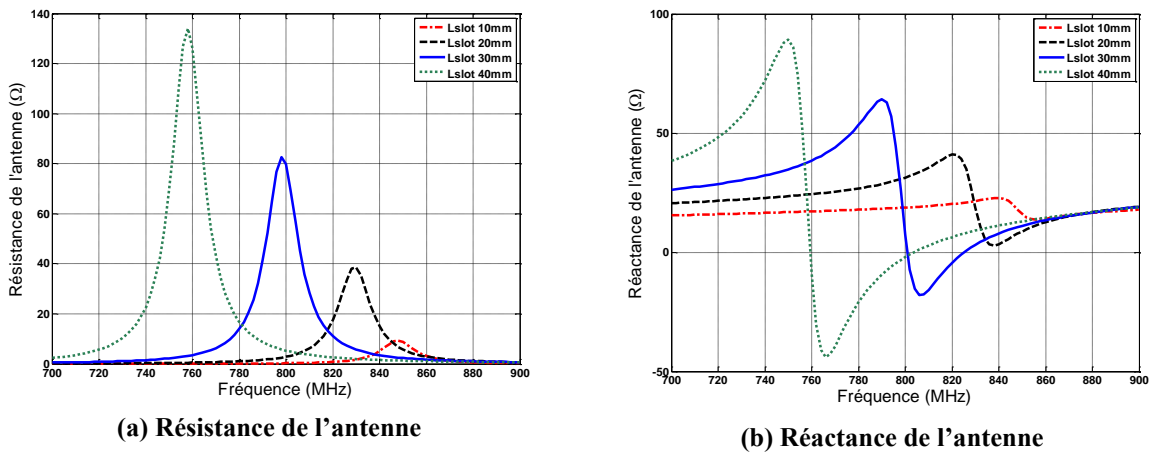 Résistance de l'antenne (Ω)
140
120
100
80
60
40
20
0
700 720 740 760 780 800 820 840 860 880 900
Fréquence (MHz)
Lslot 10mm
Lslot 20mm
Lslot 30mm
Lslot 40mm
(a) Résistance de l’antenne
Réactance de l'antenne (Ω)
100
50
0
-50
700 720 740 760 780 800 820 840 860 880 900
Fréquence (MHz)
Lslot 10mm
Lslot 20mm
Lslot 30mm
Lslot 40mm
(b) Réactance de l’antenne